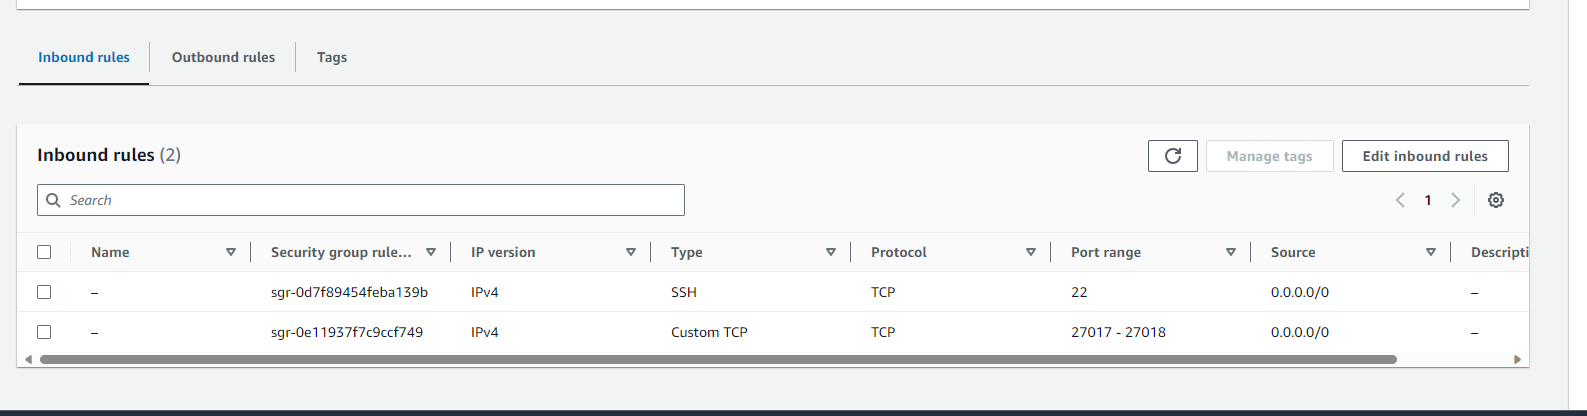 Inbound rules Outbound rules Tags
Inbound rules (2) Manage tags Edit inbound rules
Search 1
Name Security group rule... IP version Type Protocol Port range Source Descripti
– sgr-0d7f89454feba139b IPv4 SSH TCP 22 0.0.0.0/0 –
– sgr-0e11937f7c9ccf749 IPv4 Custom TCP TCP 27017 - 27018 0.0.0.0/0 –